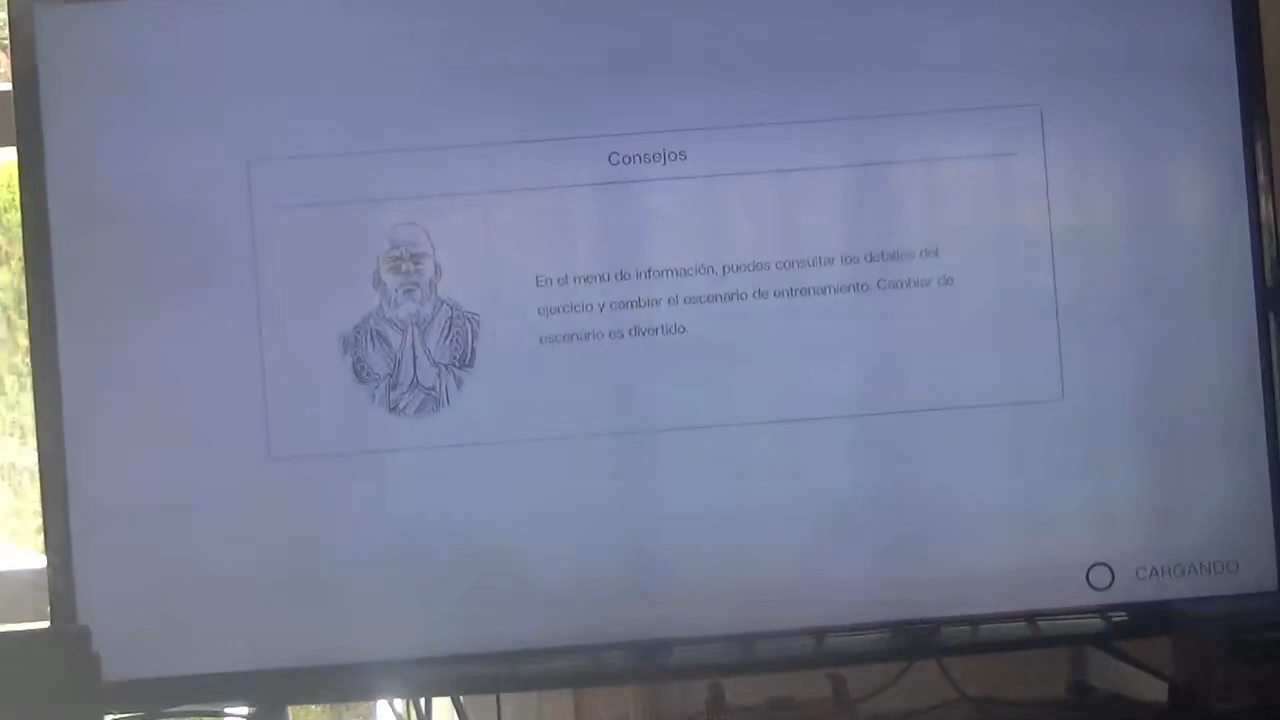 Consejos
En el menú de información, puedes consultar los detalles del
ejercicio y cambiar el escenario de entrenamiento. Cambiar de
escenario es divertido.
CARGANDO